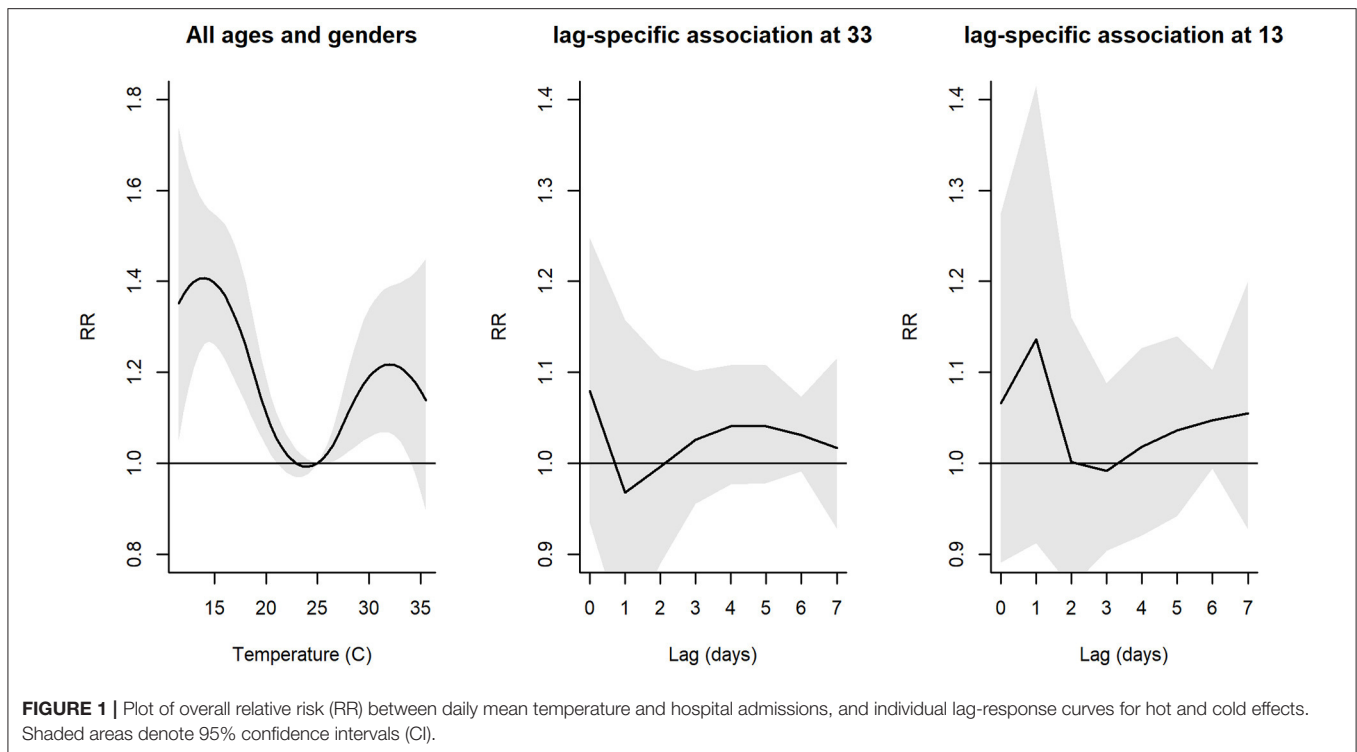 All ages and genders
lag-specific association at 33
lag-specific association at 13
RR
1.8
1.6
1.4
1.2
1.0
0.8
15 20 25 30 35
Temperature (C)
RR
1.4
1.3
1.2
1.1
1.0
0.9
0 1 2 3 4 5 6 7
Lag (days)
RR
1.4
1.3
1.2
1.1
1.0
0.9
0 1 2 3 4 5 6 7
Lag (days)
FIGURE 1 | Plot of overall relative risk (RR) between daily mean temperature and hospital admissions, and individual lag-response curves for hot and cold effects.
Shaded areas denote 95% confidence intervals (CI).